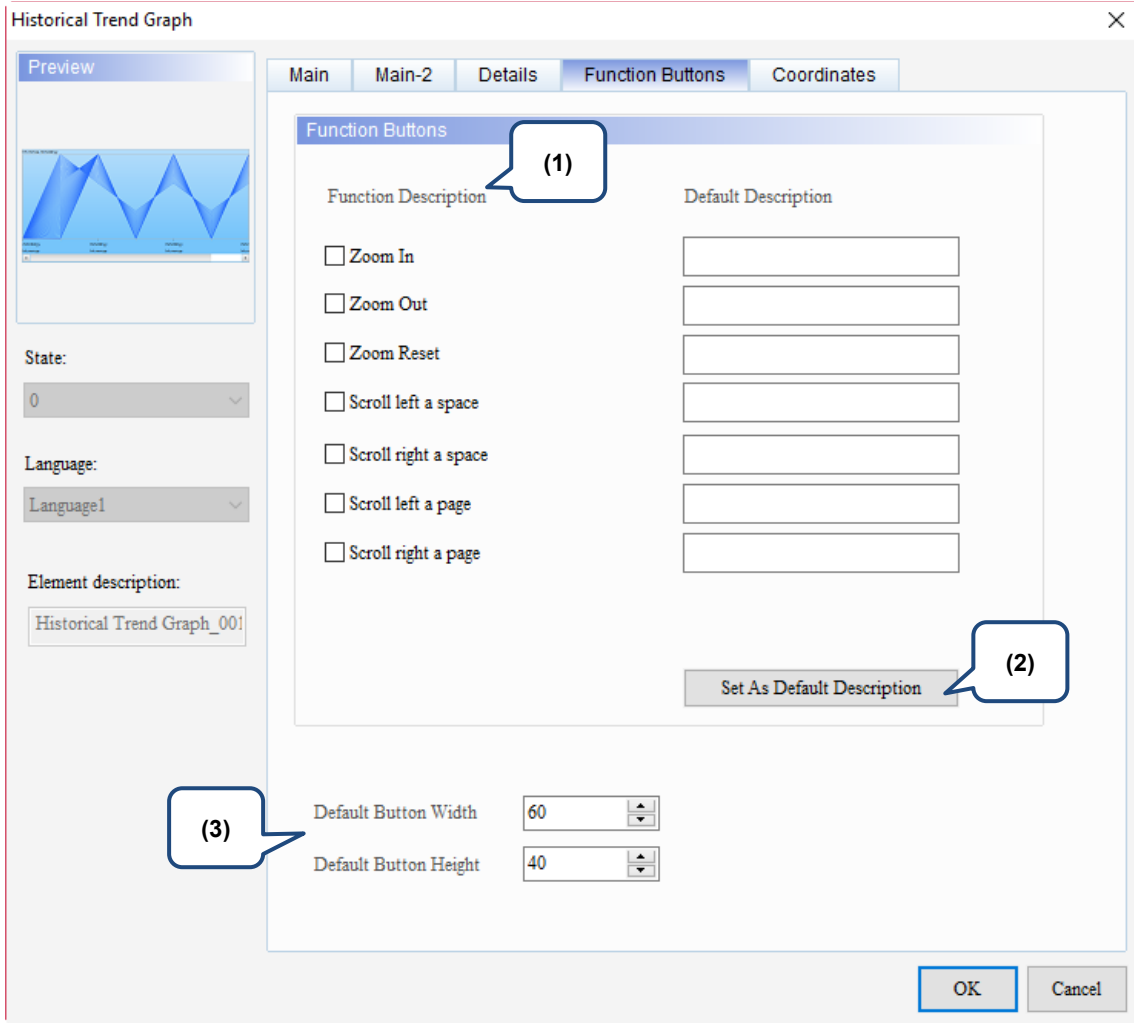 Historical Trend Graph
Preview
Main Main-2 Details Function Buttons Coordinates
Function Buttons
(1)
Function Description Default Description
Zoom In
Zoom Out
Zoom Reset
Scroll left a space
Scroll right a space
Scroll left a page
Scroll right a page
State:
0
Language:
Language1
Element description:
Historical Trend Graph_001
(2)
Set As Default Description
(3)
Default Button Width 60
Default Button Height 40
OK Cancel